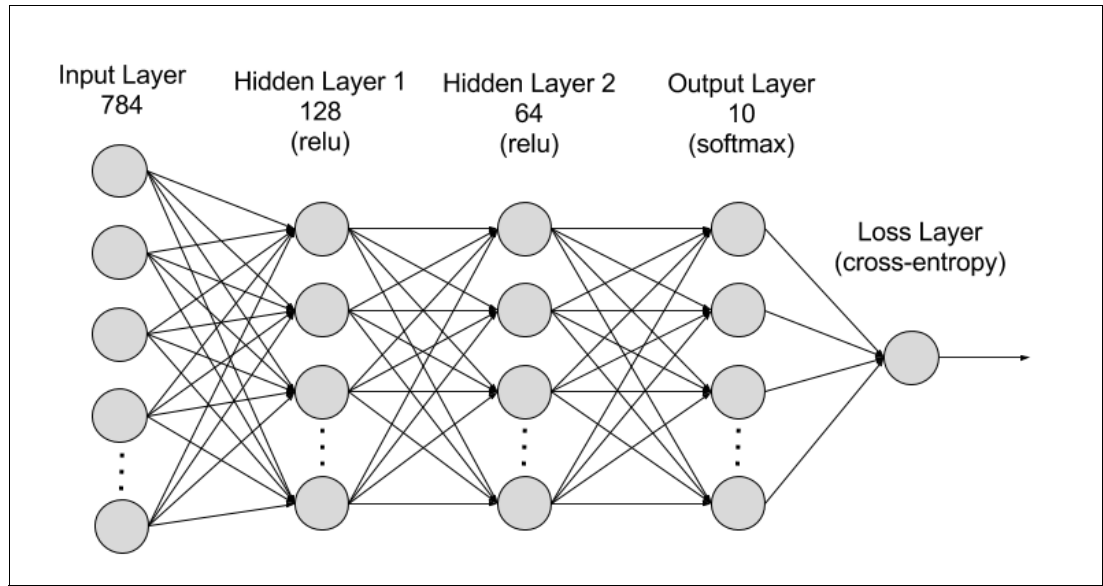 Input Layer
784
Hidden Layer 1
128
(relu)
Hidden Layer 2
64
(relu)
Output Layer
10
(softmax)
Loss Layer
(cross-entropy)